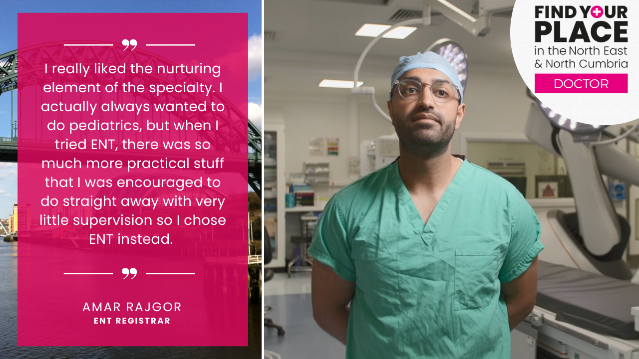 ”
I really liked the nurturing
element of the specialty. I
actually always wanted to
do pediatrics, but when I
tried ENT, there was so
much more practical stuff
that I was encouraged to
do straight away with very
little supervision so I chose
ENT instead.
”
AMAR RAJGOR
ENT REGISTRAR
FIND YOUR
PLACE
in the North East
& North Cumbria
DOCTOR